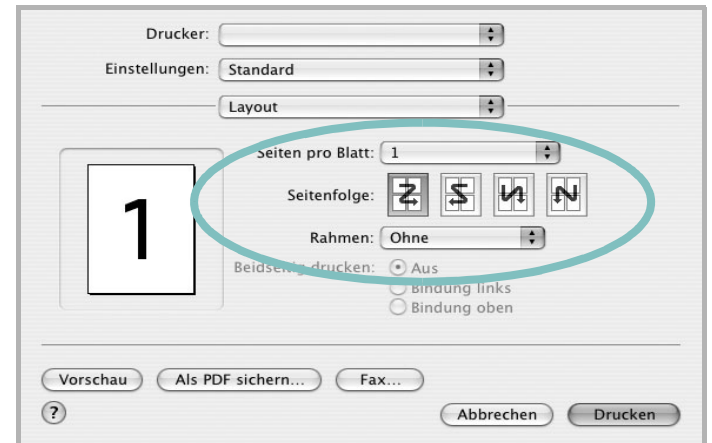 Drucker:
Einstellungen: Standard
Layout
Seiten pro Blatt: 1
Seitenfolge:
1
Rahmen: Ohne
Beidseitig drucken: Aus
Bindung links
Bindung oben
Vorschau Als PDF sichern... Fax...
? Abbrechen Drucken